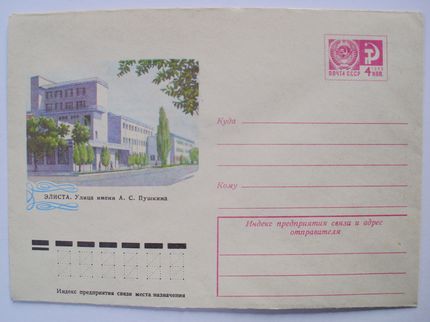 ПОЧТА СССР
4 КОП.
Куда
Кому
ЭЛИСТА. Улица имени А. С. Пушкина
Индекс предприятия связи и адрес
отправителя
Индекс предприятия связи места назначения